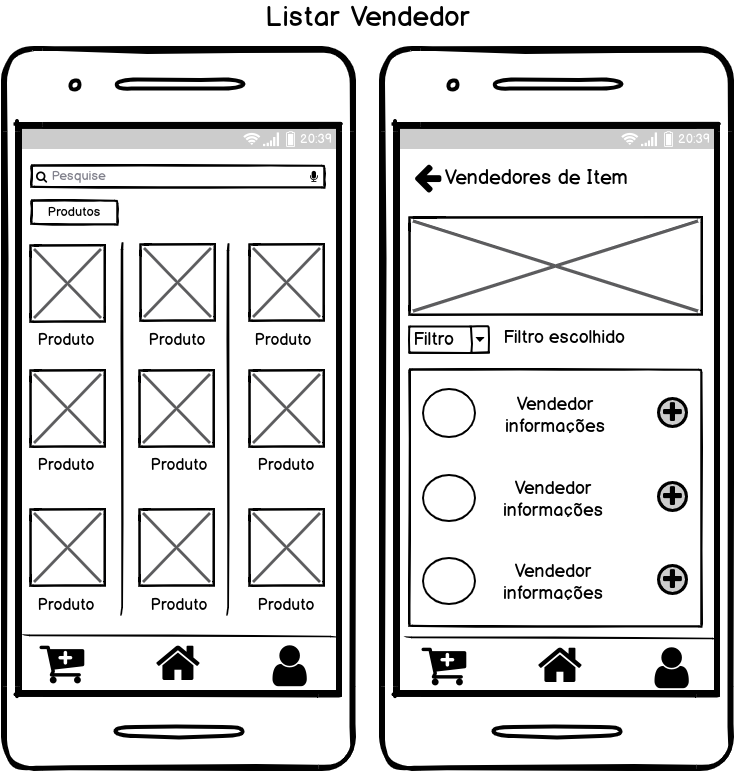 Listar Vendedor
20:39
Pesquise
Produtos
Produto Produto Produto
Produto Produto Produto
Produto Produto Produto
20:39
Vendedores de Item
Filtro Filtro escolhido
Vendedor
informações
Vendedor
informações
Vendedor
informações